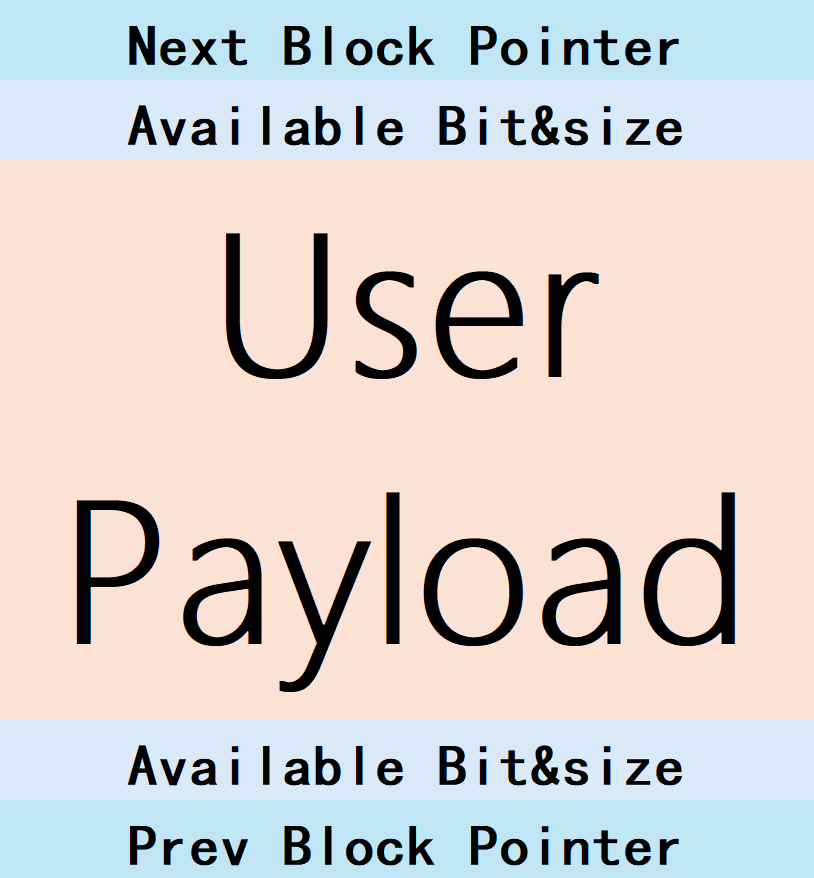 Next Block Pointer
Available Bit&size
User
Payload
Available Bit&size
Prev Block Pointer